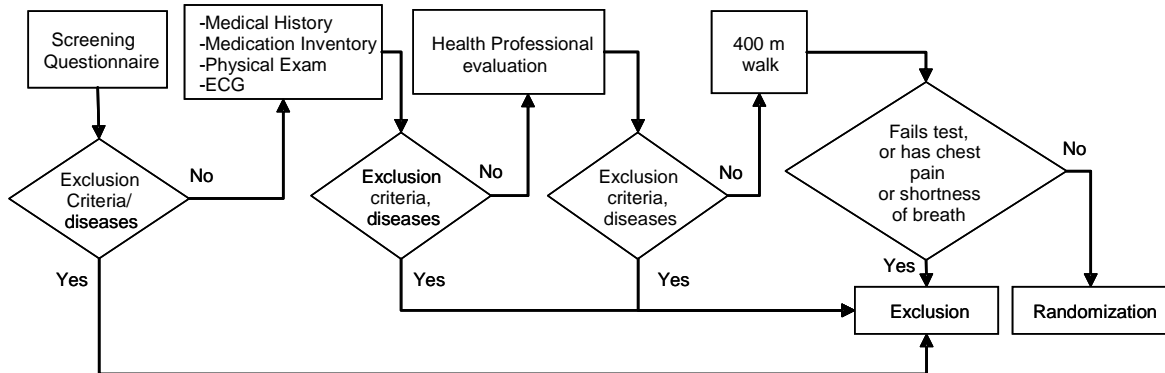 Screening
Questionnaire
-Medical History
-Medication Inventory
-Physical Exam
-ECG
Health Professional
evaluation
400 m
walk
Exclusion
Criteria/
diseases
No
Yes
Exclusion
criteria,
diseases
No
Yes
Exclusion
criteria,
diseases
No
Yes
Fails test,
or has chest
pain
or shortness
of breath
No
Yes
Exclusion
Randomization